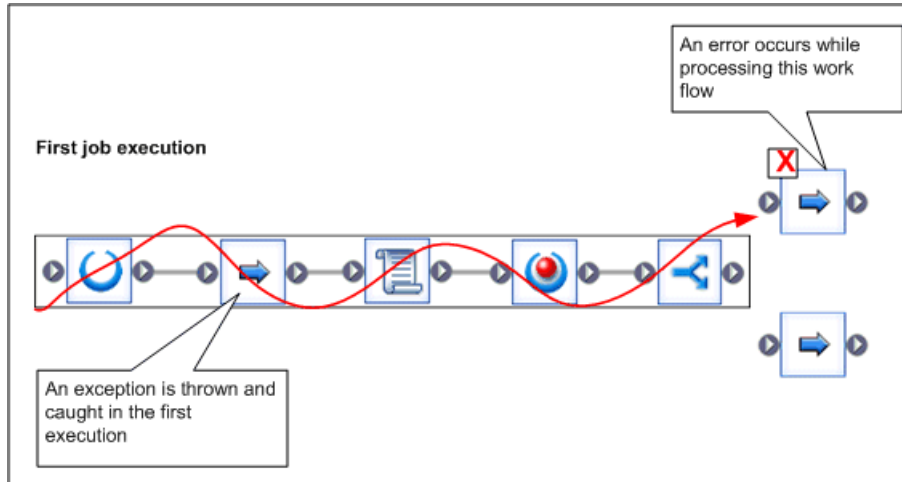 An error occurs while
processing this work
flow
First job execution
X
An exception is thrown and
caught in the first
execution